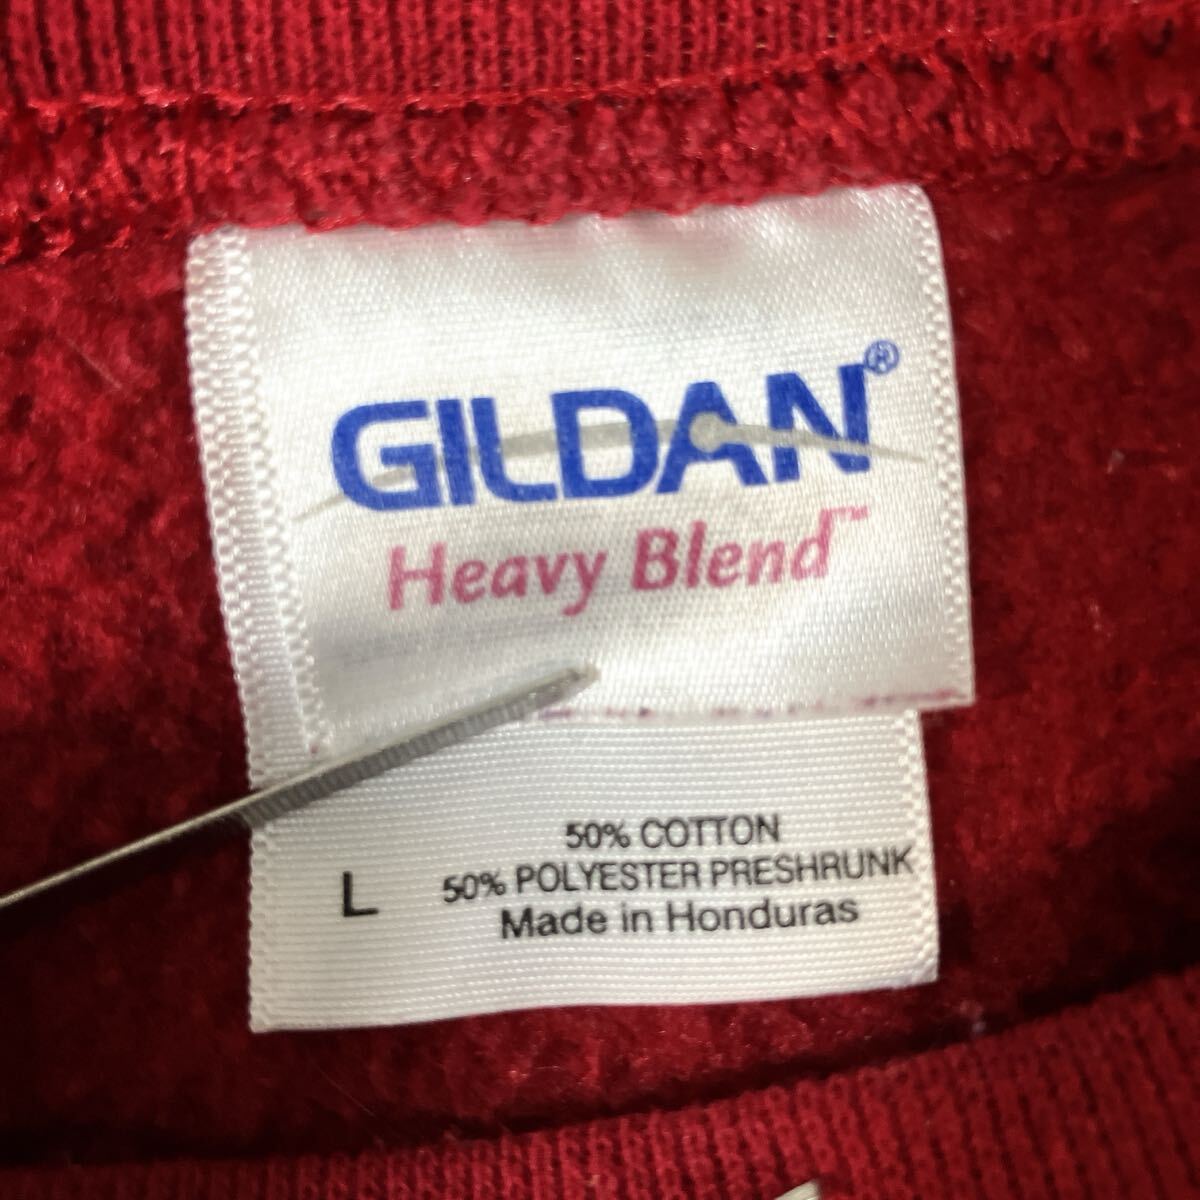 GILDAN®
Heavy Blend™
50% COTTON
L 50% POLYESTER PRESHRUNK
Made in Honduras